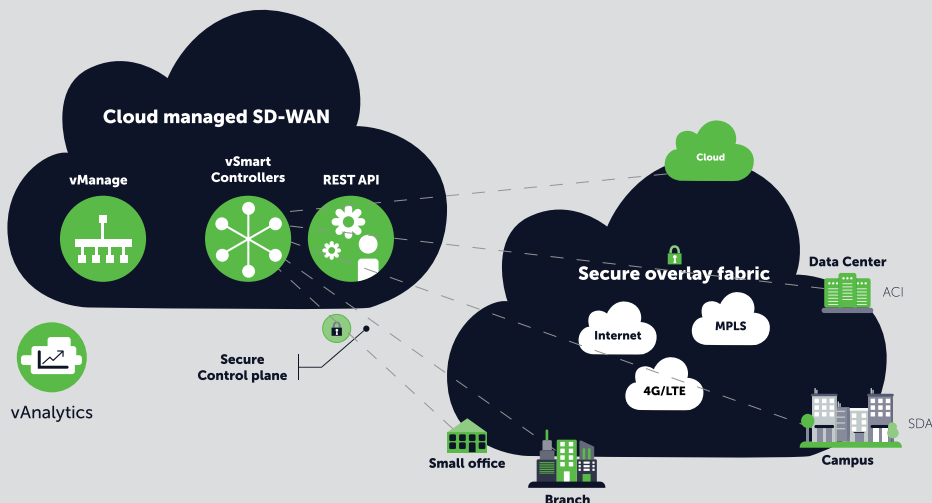 Cloud managed SD-WAN
vManage
vSmart
Controllers
REST API
Cloud
Secure overlay fabric
Data Center
ACI
Internet
MPLS
4G/LTE
Secure
Control plane
vAnalytics
Small office
Branch
Campus
SDA